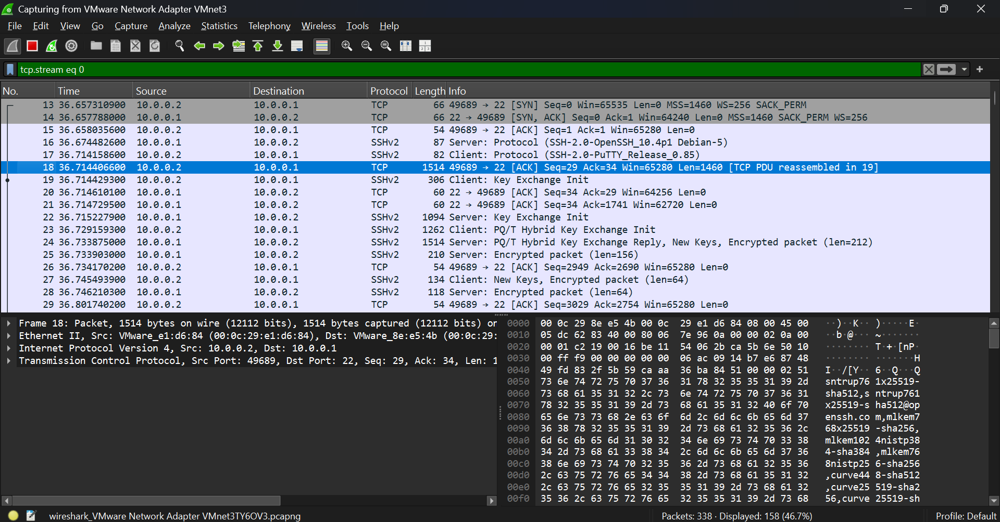 Capturing from VMware Network Adapter VMnet3
File Edit View Go Capture Analyze Statistics Telephony Wireless Tools Help
tcp.stream eq 0
No. Time Source Destination Protocol Length Info
13 36.657310900 10.0.0.2 10.0.0.1 TCP 66 49689 → 22 [SYN] Seq=0 Win=65535 Len=0 MSS=1460 WS=256 SACK_PERM
14 36.657788000 10.0.0.1 10.0.0.2 TCP 66 22 → 49689 [SYN, ACK] Seq=0 Ack=1 Win=64240 Len=0 MSS=1460 SACK_PERM WS=256
15 36.658035600 10.0.0.2 10.0.0.1 TCP 54 49689 → 22 [ACK] Seq=1 Ack=1 Win=65280 Len=0
16 36.674482600 10.0.0.1 10.0.0.2 SSHv2 87 Server: Protocol (SSH-2.0-OpenSSH_10.4p1 Debian-5)
17 36.714158600 10.0.0.2 10.0.0.1 SSHv2 82 Client: Protocol (SSH-2.0-PuTTY_Release_0.85)
18 36.714406600 10.0.0.2 10.0.0.1 TCP 1514 49689 → 22 [ACK] Seq=29 Ack=34 Win=65280 Len=1460 [TCP PDU reassembled in 19]
19 36.714429300 10.0.0.2 10.0.0.1 SSHv2 306 Client: Key Exchange Init
20 36.714610100 10.0.0.1 10.0.0.2 TCP 60 22 → 49689 [ACK] Seq=34 Ack=29 Win=64256 Len=0
21 36.714729500 10.0.0.1 10.0.0.2 TCP 60 22 → 49689 [ACK] Seq=34 Ack=1741 Win=62720 Len=0
22 36.715227900 10.0.0.1 10.0.0.2 SSHv2 1094 Server: Key Exchange Init
23 36.729159300 10.0.0.2 10.0.0.1 SSHv2 1262 Client: PQ/T Hybrid Key Exchange Init
24 36.733875000 10.0.0.1 10.0.0.2 SSHv2 1514 Server: PQ/T Hybrid Key Exchange Reply, New Keys, Encrypted packet (len=212)
25 36.733903000 10.0.0.1 10.0.0.2 SSHv2 210 Server: Encrypted packet (len=156)
26 36.734170200 10.0.0.2 10.0.0.1 TCP 54 49689 → 22 [ACK] Seq=2949 Ack=2690 Win=65280 Len=0
27 36.745493900 10.0.0.2 10.0.0.1 SSHv2 134 Client: New Keys, Encrypted packet (len=64)
28 36.746210300 10.0.0.1 10.0.0.2 SSHv2 118 Server: Encrypted packet (len=64)
29 36.801740200 10.0.0.2 10.0.0.1 TCP 54 49689 → 22 [ACK] Seq=3029 Ack=2754 Win=65280 Len=0
Frame 18: Packet, 1514 bytes on wire (12112 bits), 1514 bytes captured (12112 bits) or
Ethernet II, Src: VMware_e1:d6:84 (00:0c:29:e1:d6:84), Dst: VMware_8e:e5:4b (00:0c:29:
Internet Protocol Version 4, Src: 10.0.0.2, Dst: 10.0.0.1
Transmission Control Protocol, Src Port: 49689, Dst Port: 22, Seq: 29, Ack: 34, Len: 1
0000 00 0c 29 8e e5 4b 00 0c 29 e1 d6 84 08 00 45 00 ··)··K·· )·····E·
0010 05 dc 62 83 40 00 80 06 7e 96 0a 00 00 02 0a 00 ··b·@··· ~·······
0020 00 01 c2 19 00 16 be 11 54 06 2b ca 5b 6e 50 10 ········ T·+·[nP·
0030 00 ff f9 00 00 00 00 00 06 ac 09 14 b7 e6 87 48 ········ ·······H
0040 49 fd 83 2f 5b 59 ca aa 36 ba 84 51 00 00 02 51 I··/[Y·· 6··Q···Q
0050 73 6e 74 72 75 70 37 36 31 78 32 35 35 31 39 2d sntrup76 1x25519-
0060 73 68 61 35 31 32 2c 73 6e 74 72 75 70 37 36 31 sha512,s ntrup761
0070 78 32 35 35 31 39 2d 73 68 61 35 31 32 40 6f 70 x25519-s ha512@op
0080 65 6e 73 73 68 2e 63 6f 6d 2c 6d 6c 6b 65 6d 37 enssh.co m,mlkem7
0090 36 38 78 32 35 35 31 39 2d 73 68 61 32 35 36 2c 68x25519 -sha256,
00a0 6d 6c 6b 65 6d 31 30 32 34 6e 69 73 74 70 33 38 mlkem102 4nistp38
00b0 34 2d 73 68 61 33 38 34 2c 6d 6c 6b 65 6d 37 36 4-sha384 ,mlkem76
00c0 38 6e 69 73 74 70 32 35 36 2d 73 68 61 32 35 36 8nistp25 6-sha256
00d0 2c 63 75 72 76 65 34 34 38 2d 73 68 61 35 31 32 ,curve44 8-sha512
00e0 2c 63 75 72 76 65 32 35 35 31 39 2d 73 68 61 32 ,curve25 519-sha2
00f0 35 36 2c 63 75 72 76 65 32 35 35 31 39 2d 73 68 56,curve 25519-sh
wireshark_VMware Network Adapter VMnet3TY6OV3.pcapng Packets: 338 · Displayed: 158 (46.7%) Profile: Default